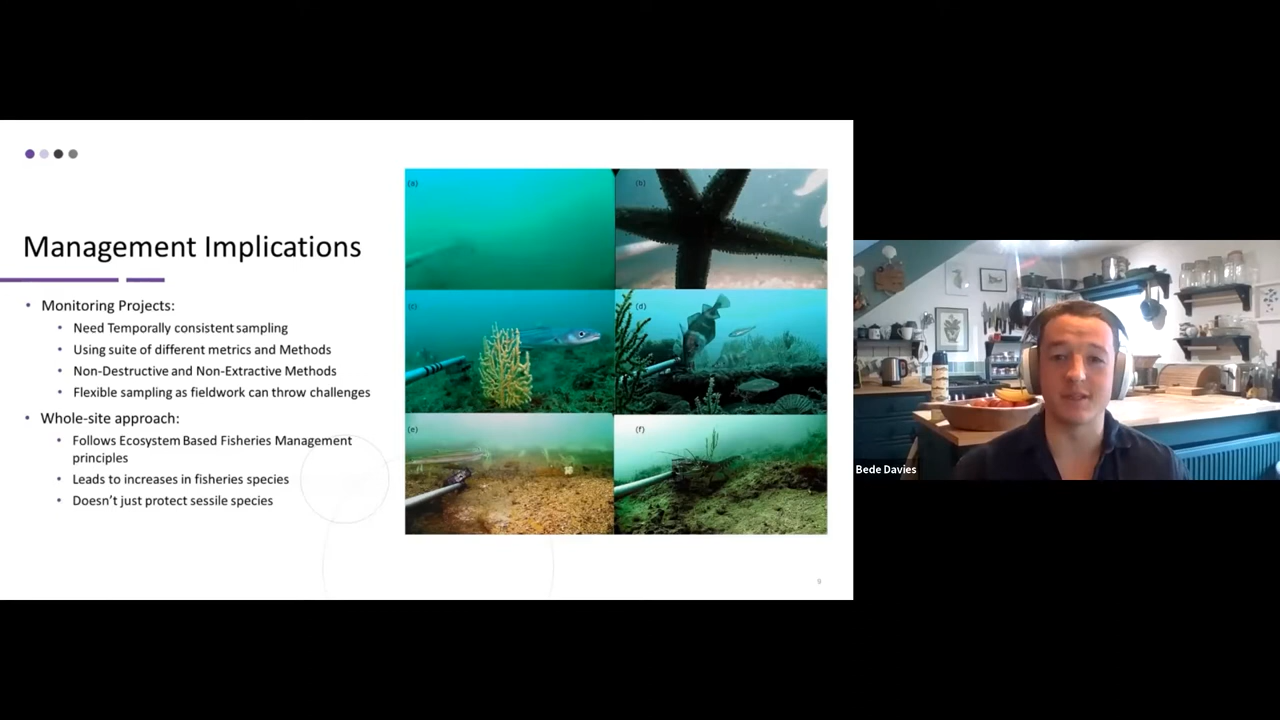 Management Implications
• Monitoring Projects:
• Need Temporally consistent sampling
• Using suite of different metrics and Methods
• Non-Destructive and Non-Extractive Methods
• Flexible sampling as fieldwork can throw challenges
• Whole-site approach:
• Follows Ecosystem Based Fisheries Management
principles
• Leads to increases in fisheries species
• Doesn't just protect sessile species
(a)
(b)
(c)
(d)
(e)
(f)
9
Bede Davies